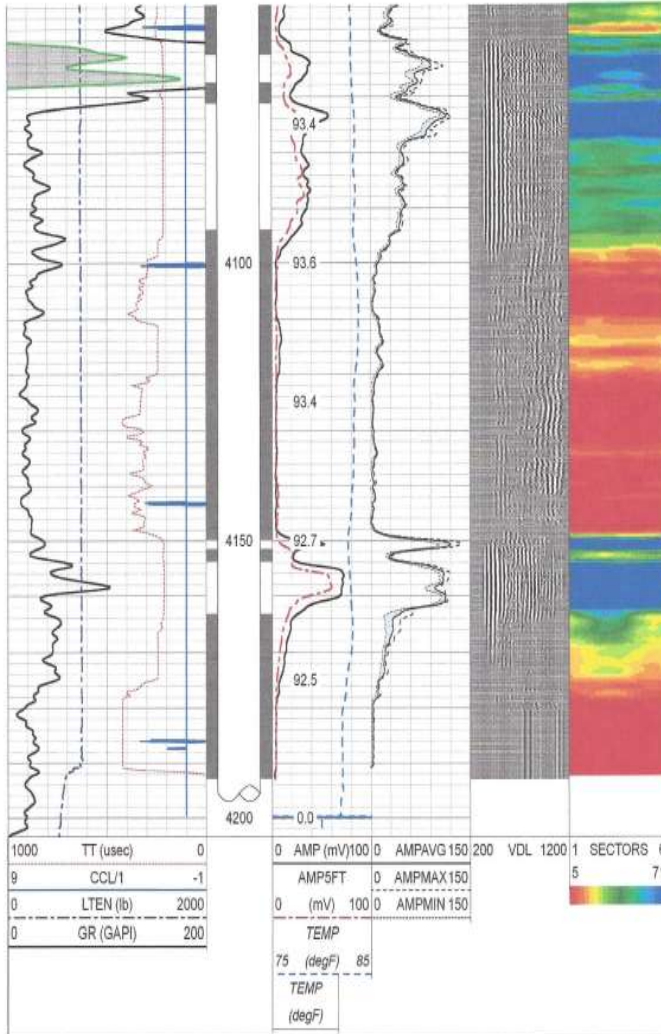 93.4
4100
93.6
93.4
4150
92.7
92.5
4200
0.0
1000 TT (usec) 0
9 CCL/1 -1
0 LTEN (lb) 2000
0 GR (GAPI) 200
0 AMP (mV)100
AMP5FT
0 (mV) 100
TEMP
75 (degF) 85
TEMP
(degF)
0 AMPAVG 150
0 AMPMAX150
0 AMPMIN 150
200 VDL 1200
1 SECTORS
5